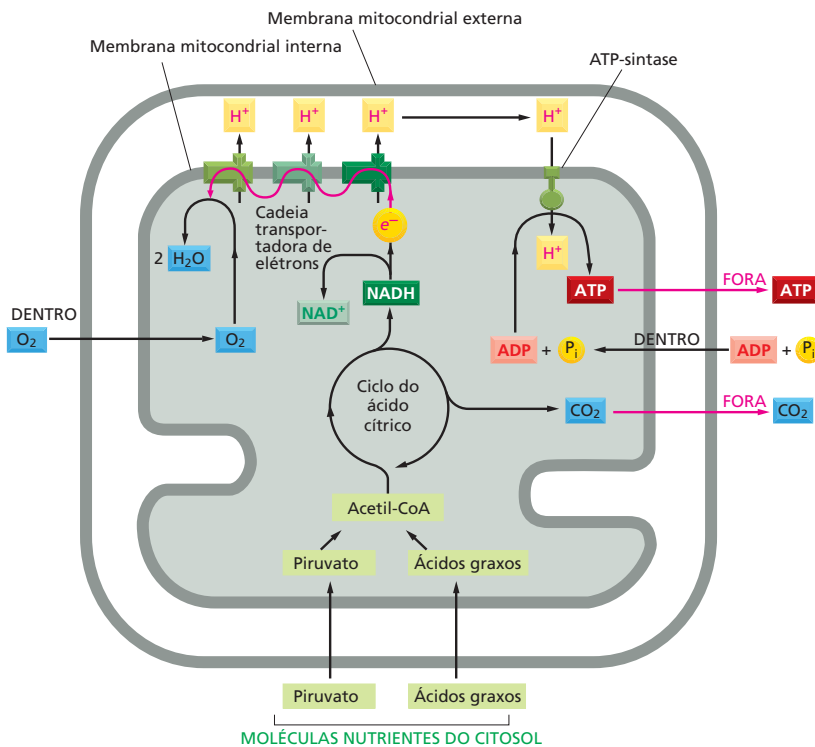 Membrana mitocondrial externa
Membrana mitocondrial interna
ATP-sintase
H⁺
H⁺
H⁺
H⁺
Cadeia
transpor-
tadora de
elétrons
e⁻
2 H₂O
H⁺
NAD⁺
NADH
ATP
FORA
ATP
DENTRO
O₂
O₂
ADP + Pᵢ
DENTRO
ADP + Pᵢ
Ciclo do
ácido
cítrico
CO₂
FORA
CO₂
Acetil-CoA
Piruvato
Ácidos graxos
Piruvato
Ácidos graxos
MOLÉCULAS NUTRIENTES DO CITOSOL